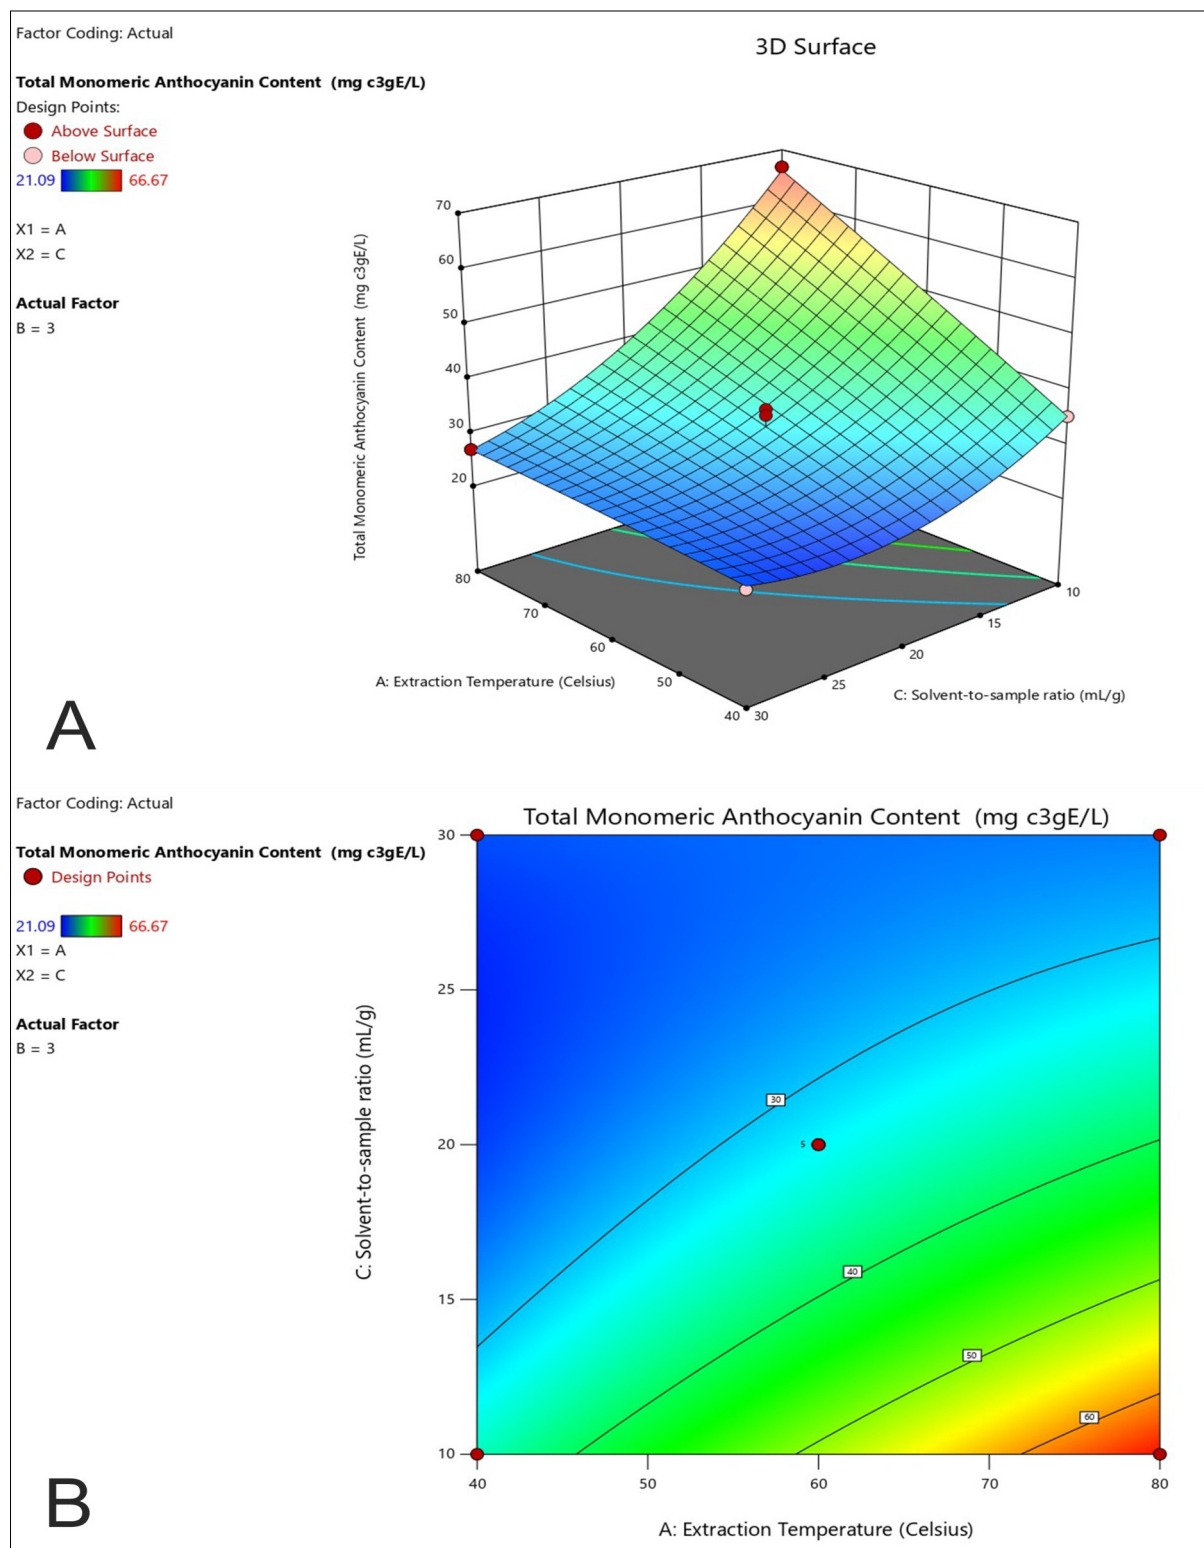 Factor Coding: Actual
3D Surface
Total Monomeric Anthocyanin Content (mg c3gE/L)
Design Points:
Above Surface
Below Surface
21.09 66.67
X1 = A
X2 = C
Actual Factor
B = 3
Total Monomeric Anthocyanin Content (mg c3gE/L)
70
60
50
40
30
20
80
70
60
50
40
30
25
20
15
10
A: Extraction Temperature (Celsius)
C: Solvent-to-sample ratio (mL/g)
A
Factor Coding: Actual
Total Monomeric Anthocyanin Content (mg c3gE/L)
Total Monomeric Anthocyanin Content (mg c3gE/L)
Design Points
21.09 66.67
X1 = A
X2 = C
Actual Factor
B = 3
C: Solvent-to-sample ratio (mL/g)
30
25
20
15
10
30
5
40
50
60
40 50 60 70 80
A: Extraction Temperature (Celsius)
B